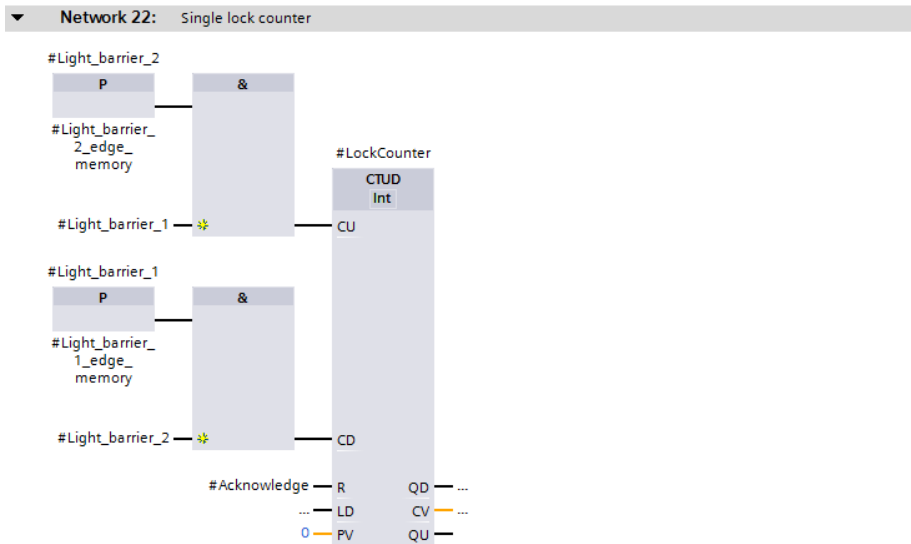 Network 22: Single lock counter
#Light_barrier_2
P
&
#Light_barrier_
2_edge_
memory
#LockCounter
CTUD
Int
#Light_barrier_1
CU
#Light_barrier_1
P
&
#Light_barrier_
1_edge_
memory
#Light_barrier_2
CD
#Acknowledge R QD ...
... LD CV ...
0 PV QU